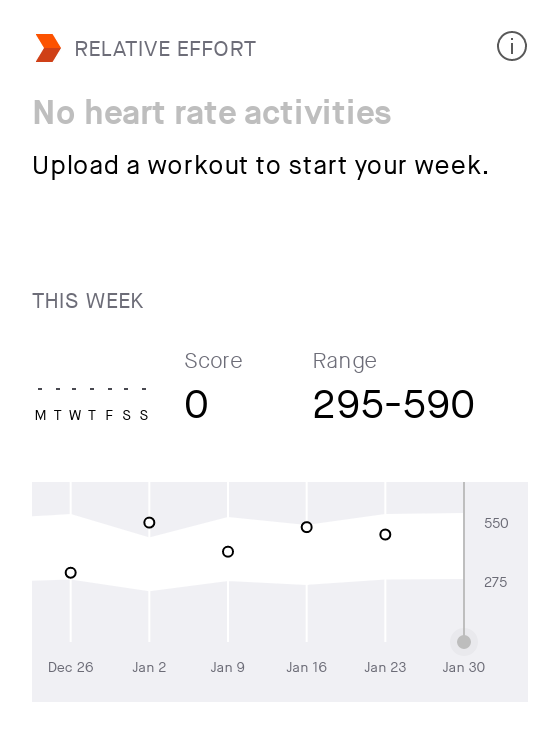 RELATIVE EFFORT
No heart rate activities
Upload a workout to start your week.
THIS WEEK
Score Range
- - - - - - -
M T W T F S S
0 295-590
550
275
Dec 26 Jan 2 Jan 9 Jan 16 Jan 23 Jan 30